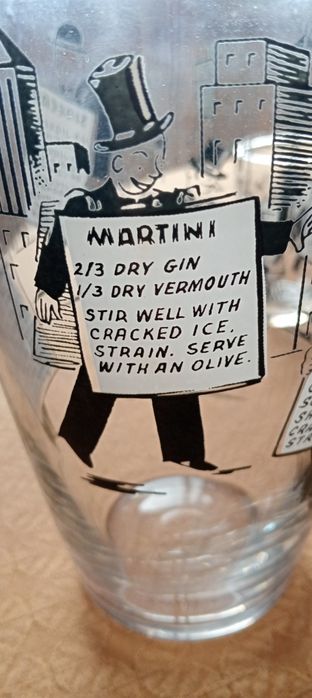 MARTINI
2/3 DRY GIN
1/3 DRY VERMOUTH
STIR WELL WITH
CRACKED ICE.
STRAIN. SERVE
WITH AN OLIVE.